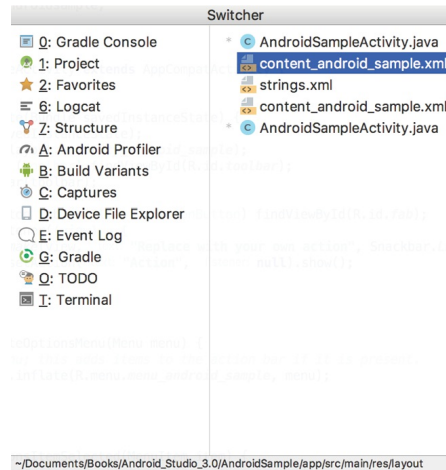 Switcher
0: Gradle Console
1: Project
2: Favorites
6: Logcat
7: Structure
A: Android Profiler
B: Build Variants
C: Captures
D: Device File Explorer
E: Event Log
G: Gradle
O: TODO
T: Terminal
* AndroidSampleActivity.java
content_android_sample.xml
strings.xml
content_android_sample.xml
* AndroidSampleActivity.java
~/Documents/Books/Android_Studio_3.0/AndroidSample/app/src/main/res/layout